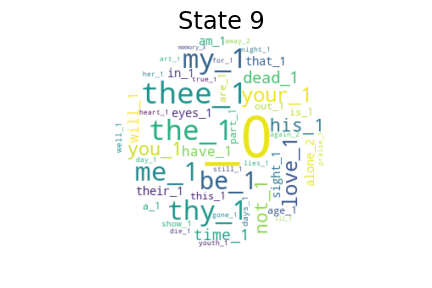 State 9
memory_1 away_2
am_1 night_1
art_1 my_1 for_1 that_1
her_1 in_1 true_1 dead_1
thee_1 are_1 your_1
heart_1 eyes_1 out_1 is_1
will_1 the_1 part_1 _0 his_1
well_1 you_1 have_1 again_2
day_1 me_1 still_1 lies_1 love_1 alone_2
their_1 this_1 be_1 sight_1
a_1 thy_1 gone_1 days_1 not_1 age_1
show_1 time_1
die_1 youth_1